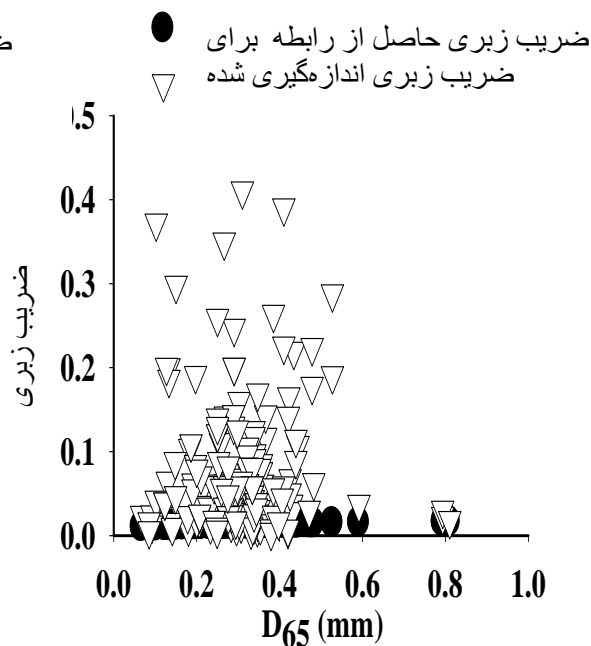 ضریب زبری حاصل از رابطه برای
ضریب زبری اندازه‌گیری شده
0.4
0.3
0.2
0.1
0.0
ضریب زبری
0.0 0.2 0.4 0.6 0.8 1.0
D65 (mm)